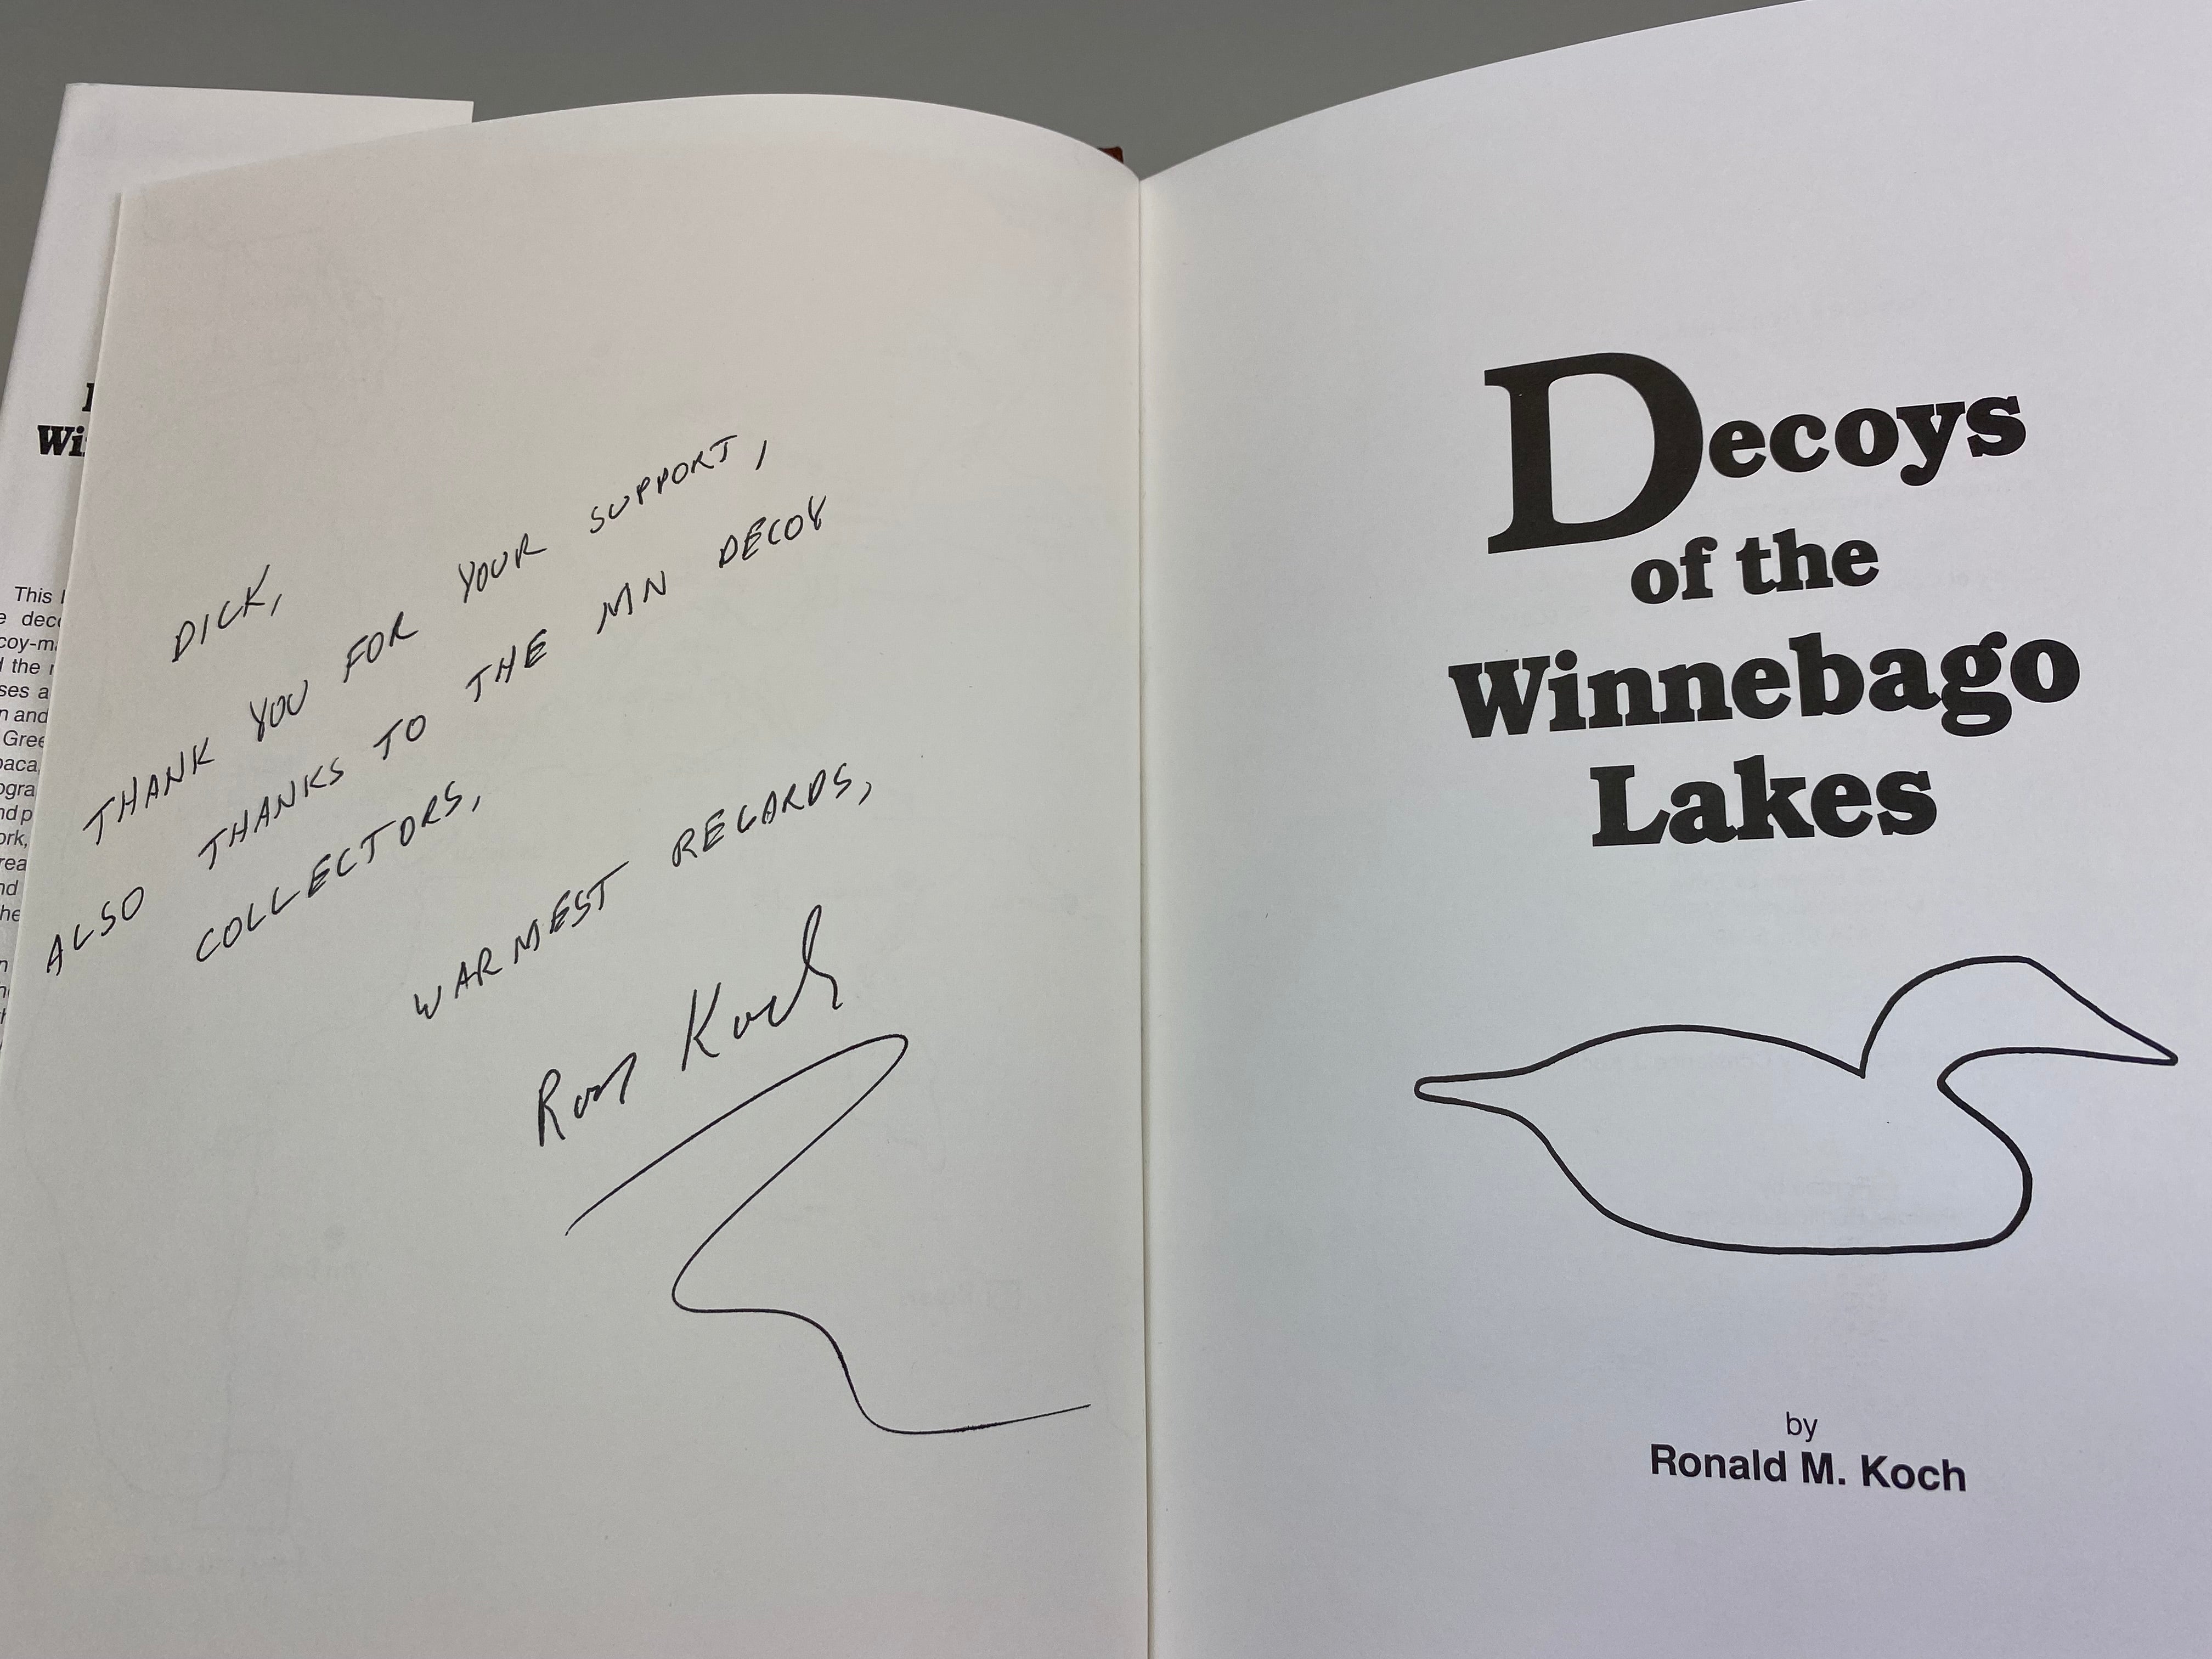 Wi
This
coy-m
the
ses a
n and
Gree
paca,
ogra
nd p
ork,
rea
nd
he
DICK,
THANK YOU FOR YOUR SUPPORT,
ALSO THANKS TO THE MN DECOY
COLLECTORS,
WARMEST REGARDS,
Ron Koch
Decoys
of the
Winnebago
Lakes
by
Ronald M. Koch